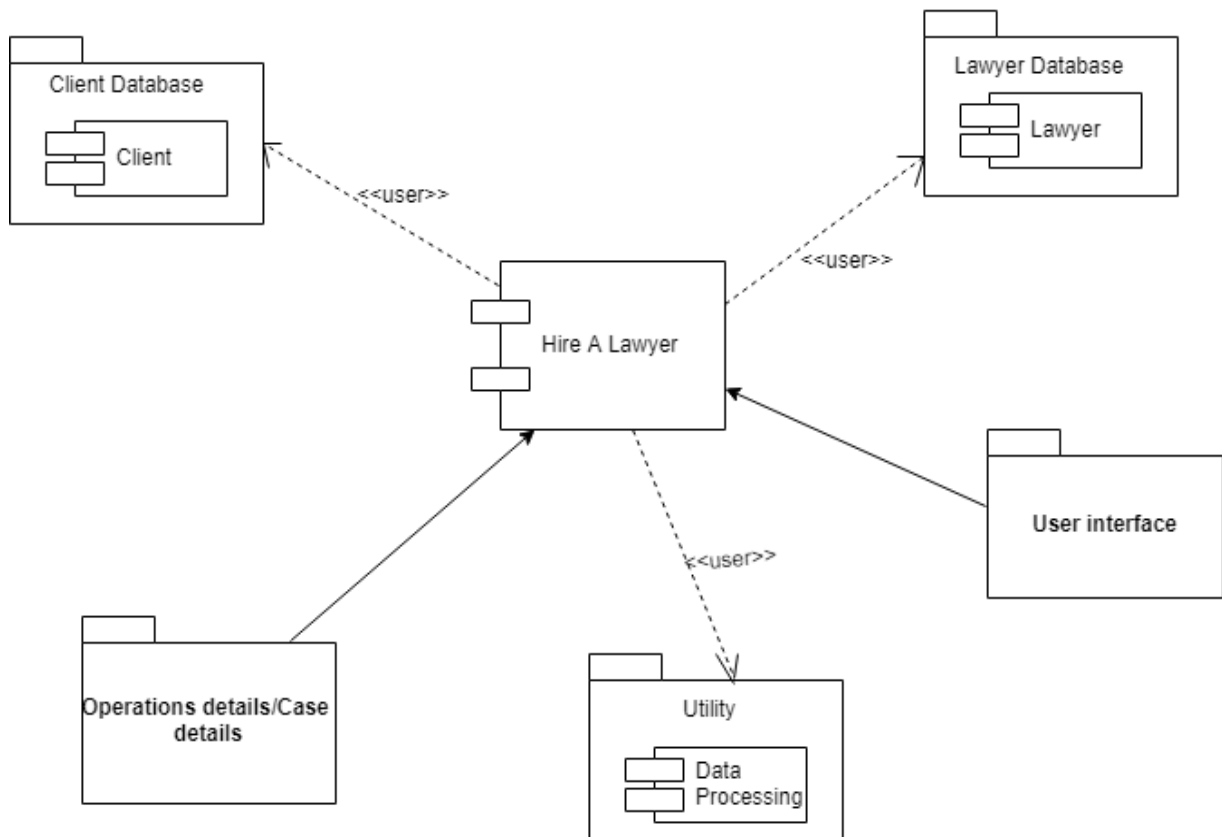 Lawyer Database
Client Database
Lawyer
Client
<<user>>
<<user>>
Hire A Lawyer
User interface
<<user>>
Operations details/Case
details
Utility
Data
Processing